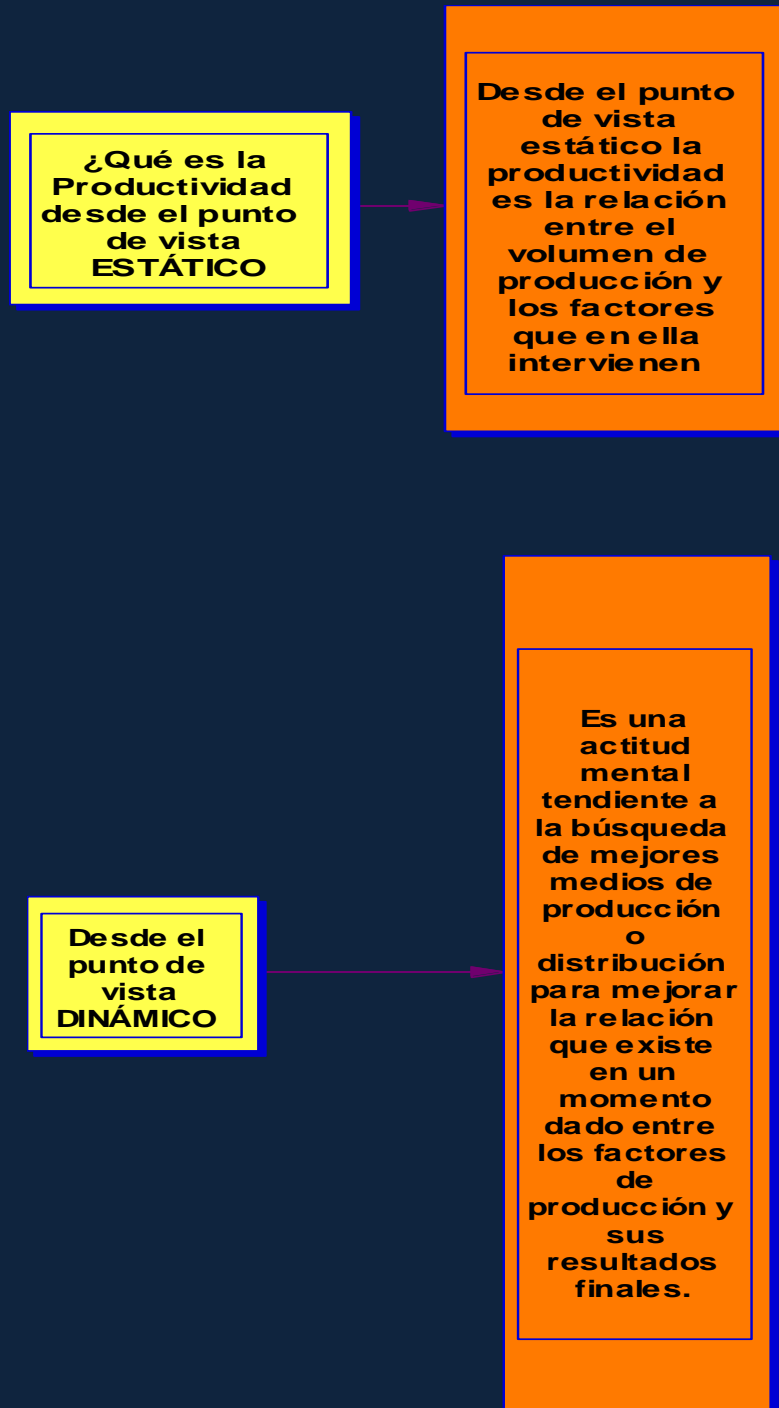 ¿Qué es la
Productividad
desde el punto
de vista
ESTÁTICO
Desde el punto
de vista
estático la
productividad
es la relación
entre el
volumen de
producción y
los factores
que en ella
intervienen
Desde el
punto de
vista
DINÁMICO
Es una
actitud
mental
tendiente a
la búsqueda
de mejores
medios de
producción
o
distribución
para mejorar
la relación
que existe
en un
momento
dado entre
los factores
de
producción y
sus
resultados
finales.